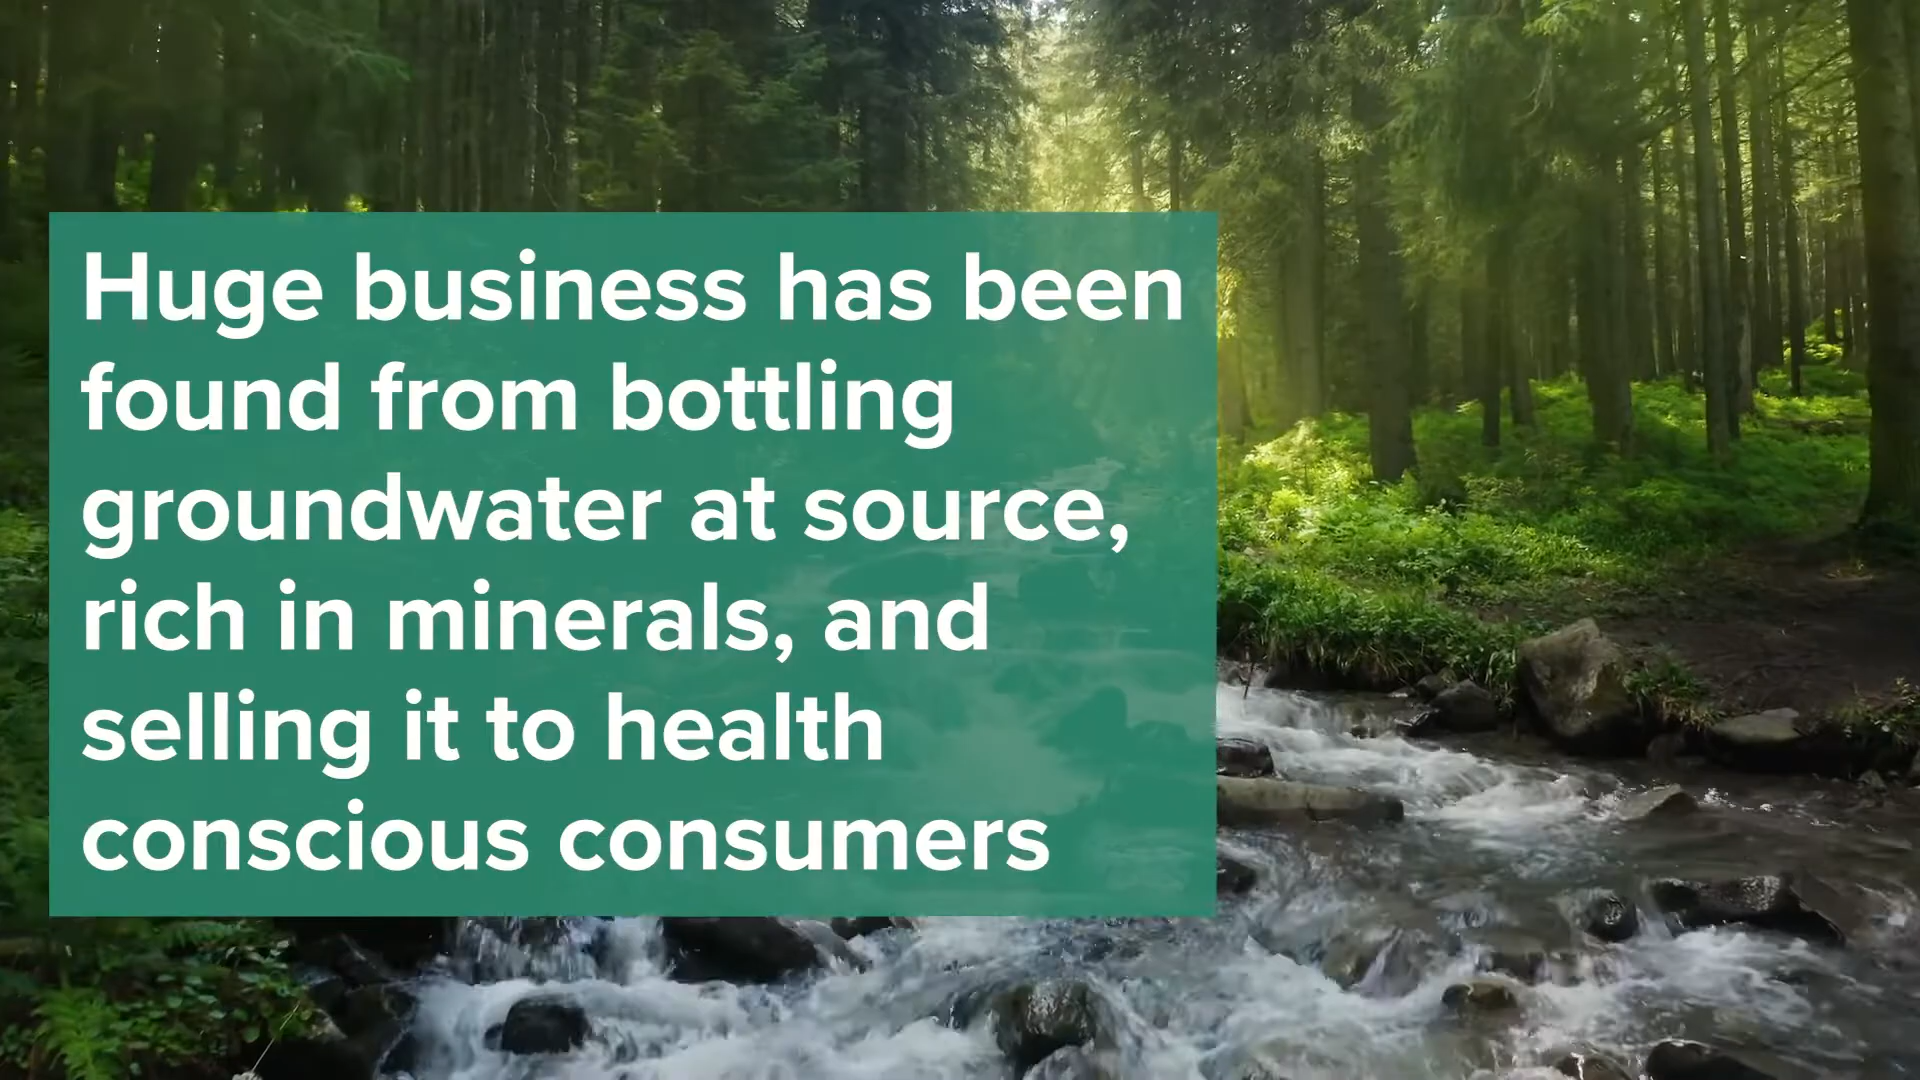 Huge business has been
found from bottling
groundwater at source,
rich in minerals, and
selling it to health
conscious consumers